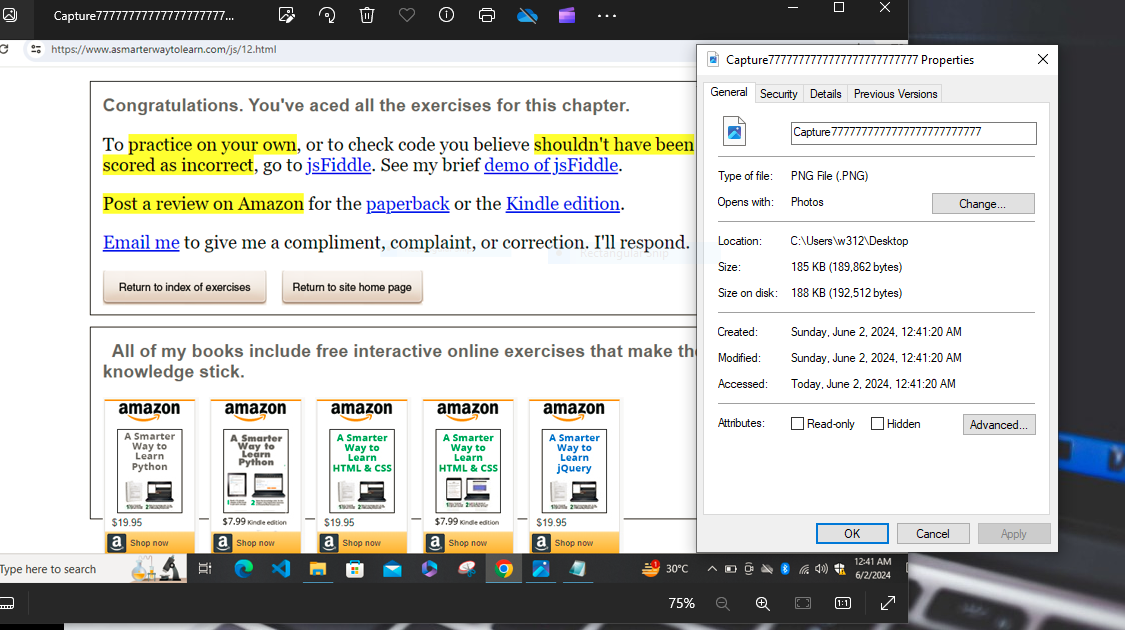 Capture77777777777777777777...
https://www.asmarterwaytolearn.com/js/12.html
Congratulations. You've aced all the exercises for this chapter.
To practice on your own, or to check code you believe shouldn't have been
scored as incorrect, go to jsFiddle. See my brief demo of jsFiddle.
Post a review on Amazon for the paperback or the Kindle edition.
Email me to give me a compliment, complaint, or correction. I'll respond.
Rectangular Snip
Return to index of exercises
Return to site home page
All of my books include free interactive online exercises that make the
knowledge stick.
amazon
A Smarter
Way to
Learn
Python
$19.95
a Shop now
amazon
A Smarter
Way to
Learn
Python
$7.99 Kindle edition
a Shop now
amazon
A Smarter
Way to
Learn
HTML & CSS
$19.95
a Shop now
amazon
A Smarter
Way to
Learn
HTML & CSS
$7.99 Kindle edition
a Shop now
amazon
A Smarter
Way to
Learn
jQuery
$19.95
a Shop now
Type here to search
30°C
12:41 AM
6/2/2024
75%
1:1
Capture7777777777777777777777777 Properties
General
Security
Details
Previous Versions
Capture7777777777777777777777777
Type of file: PNG File (.PNG)
Opens with: Photos
Change...
Location: C:\Users\w312\Desktop
Size: 185 KB (189,862 bytes)
Size on disk: 188 KB (192,512 bytes)
Created: Sunday, June 2, 2024, 12:41:20 AM
Modified: Sunday, June 2, 2024, 12:41:20 AM
Accessed: Today, June 2, 2024, 12:41:20 AM
Attributes: Read-only Hidden Advanced...
OK Cancel Apply